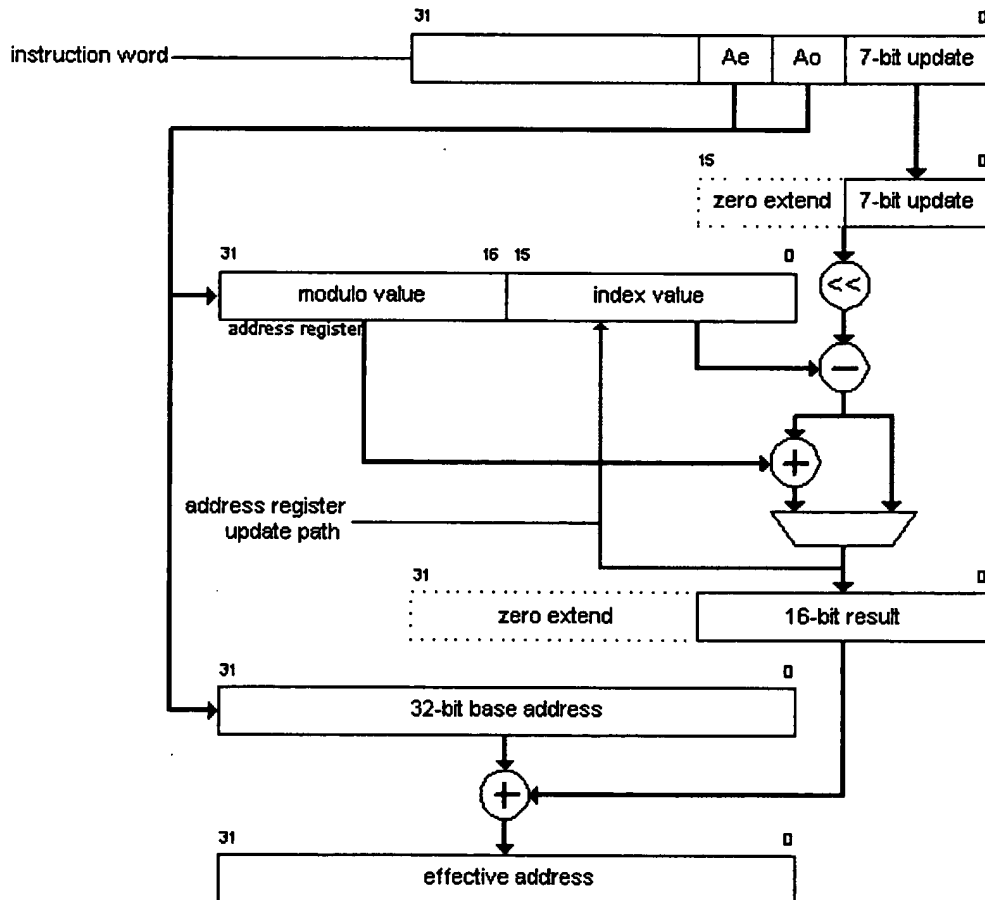 31 0
instruction word
Ae Ao 7-bit update
15 0
zero extend 7-bit update
31 16 15 0
modulo value index value
<<
address register
−
+
address register
update path
31 0
zero extend 16-bit result
31 0
32-bit base address
+
31 0
effective address